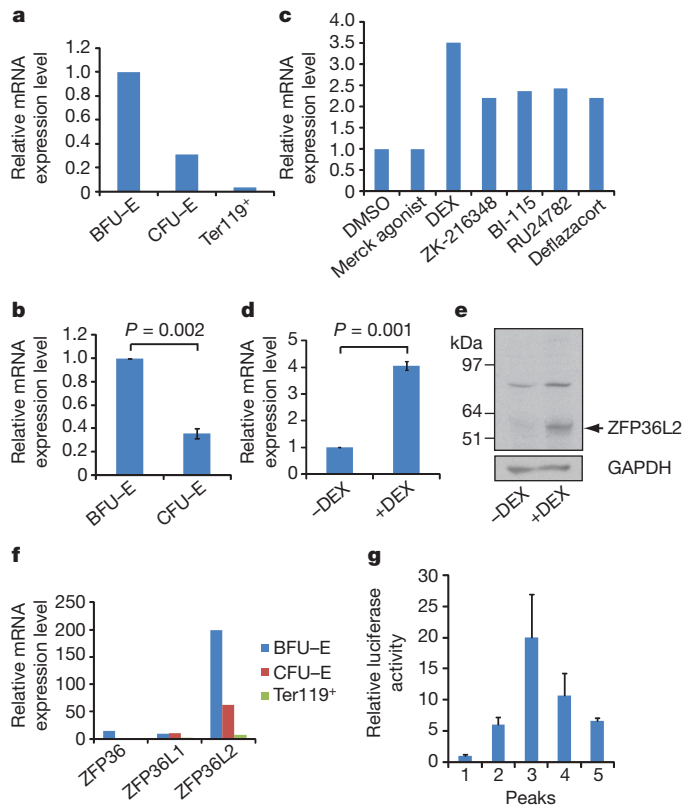 a
Relative mRNA
expression level
1.2
1.0
0.8
0.6
0.4
0.2
0
BFU–E
CFU–E
Ter119+
c
Relative mRNA
expression level
4.0
3.5
3.0
2.5
2.0
1.5
1.0
0.5
0
DMSO
Merck agonist
DEX
ZK-216348
BI-115
RU24782
Deflazacort
b
Relative mRNA
expression level
P = 0.002
1.2
1.0
0.8
0.6
0.4
0.2
0
BFU–E
CFU–E
d
Relative mRNA
expression level
P = 0.001
5
4
3
2
1
0
–DEX
+DEX
e
kDa
97
64
51
ZFP36L2
GAPDH
–DEX
+DEX
f
Relative mRNA
expression level
250
200
150
100
50
0
ZFP36
ZFP36L1
ZFP36L2
BFU–E
CFU–E
Ter119+
g
Relative luciferase
activity
30
25
20
15
10
5
0
1 2 3 4 5
Peaks